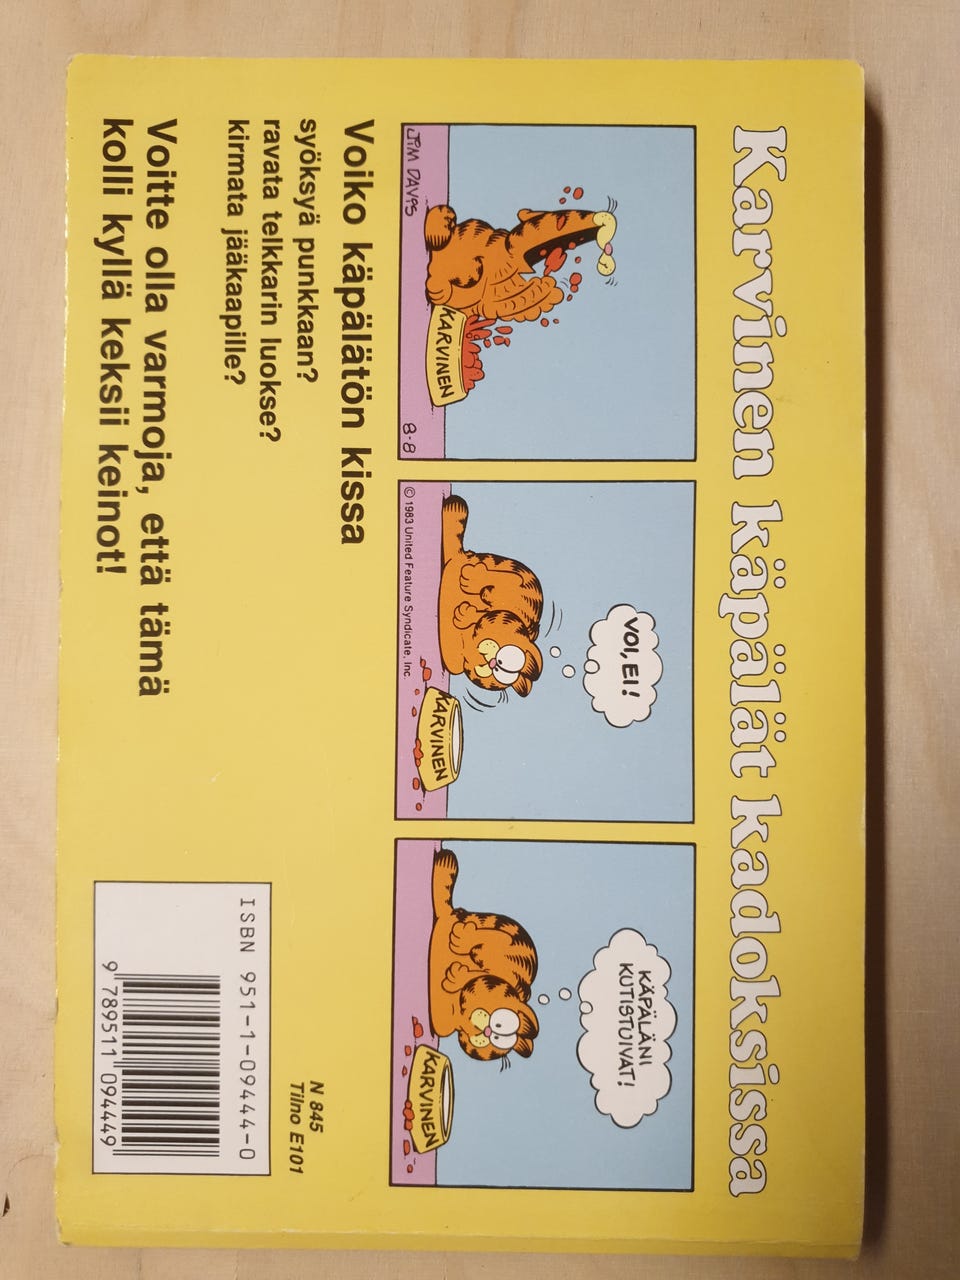 Karvinen käpälät kadoksissa
JIM DAVIS
KARVINEN
8-8
© 1983 United Feature Syndicate, Inc.
VOI, EI!
KARVINEN
KÄPÄLÄNI
KUTISTUIVAT!
KARVINEN
Voiko käpälätön kissa
syöksyä punkkaan?
ravata telkkarin luokse?
kirmata jääkaapille?
Voitte olla varmoja, että tämä
kolli kyllä keksii keinot!
N 845
Tilno E101
ISBN 951-1-09444-0
9 789511 094449